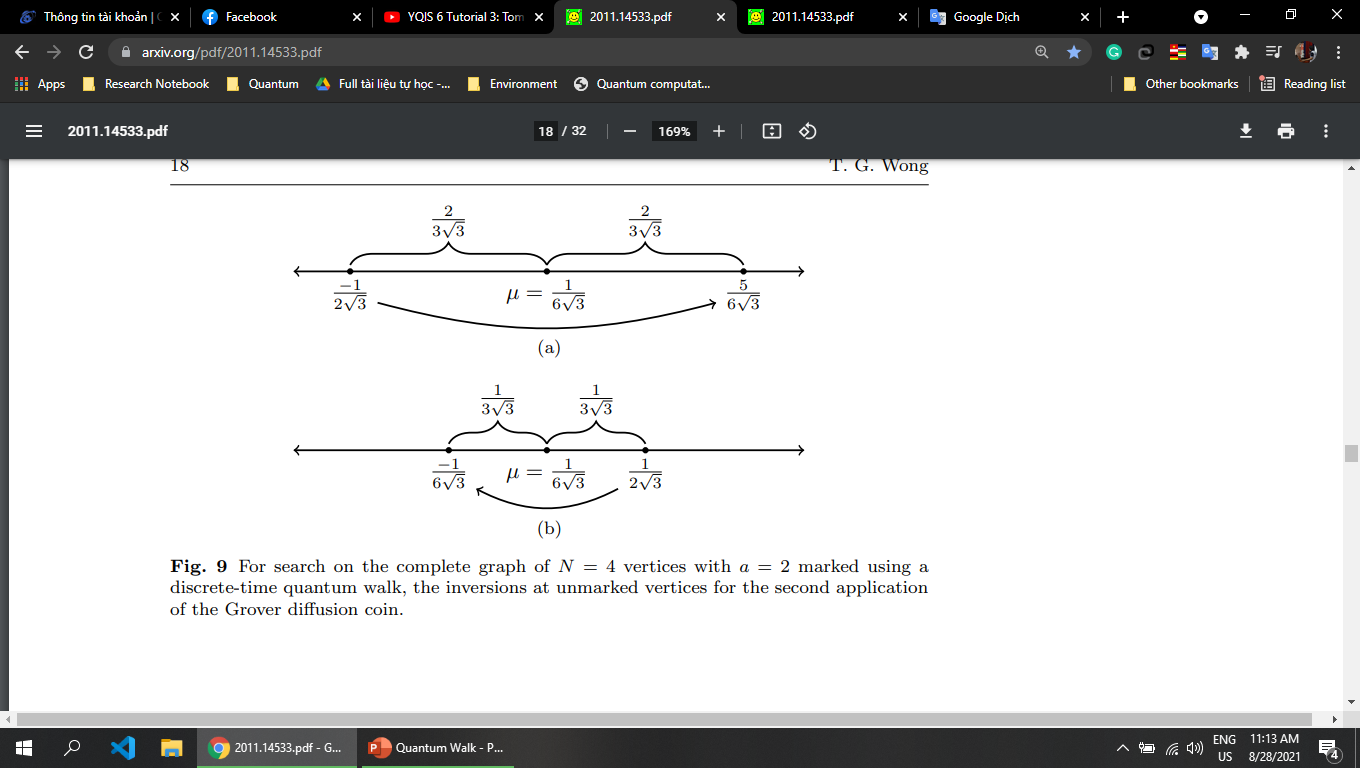 Thông tin tài khoản |
Facebook
YQIS 6 Tutorial 3: Tom
2011.14533.pdf
2011.14533.pdf
Google Dịch
arxiv.org/pdf/2011.14533.pdf
Apps
Research Notebook
Quantum
Full tài liệu tự học -...
Environment
Quantum computat...
Other bookmarks
Reading list
2011.14533.pdf
18 / 32
169%
18 T. G. Wong
2/3√3 2/3√3
−1/2√3 μ = 1/6√3 5/6√3
(a)
1/3√3 1/3√3
−1/6√3 μ = 1/6√3 1/2√3
(b)
Fig. 9 For search on the complete graph of N = 4 vertices with a = 2 marked using a
discrete-time quantum walk, the inversions at unmarked vertices for the second application
of the Grover diffusion coin.
2011.14533.pdf - G...
Quantum Walk - P...
ENG
US
11:13 AM
8/28/2021
4